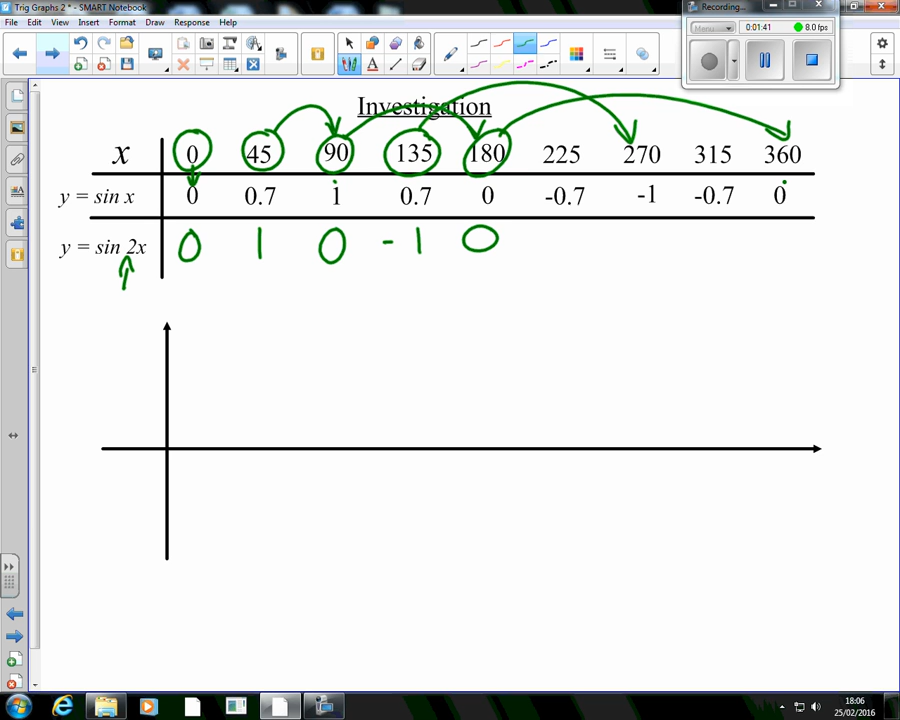 Trig Graphs 2 * - SMART Notebook
File Edit View Insert Format Draw Response Help
Recording...
Menu 0:01:41 8.0 fps
Investigation
x 0 45 90 135 180 225 270 315 360
y = sin x 0 0.7 1 0.7 0 -0.7 -1 -0.7 0
y = sin 2x 0 1 0 -1 0
18:06
25/02/2016